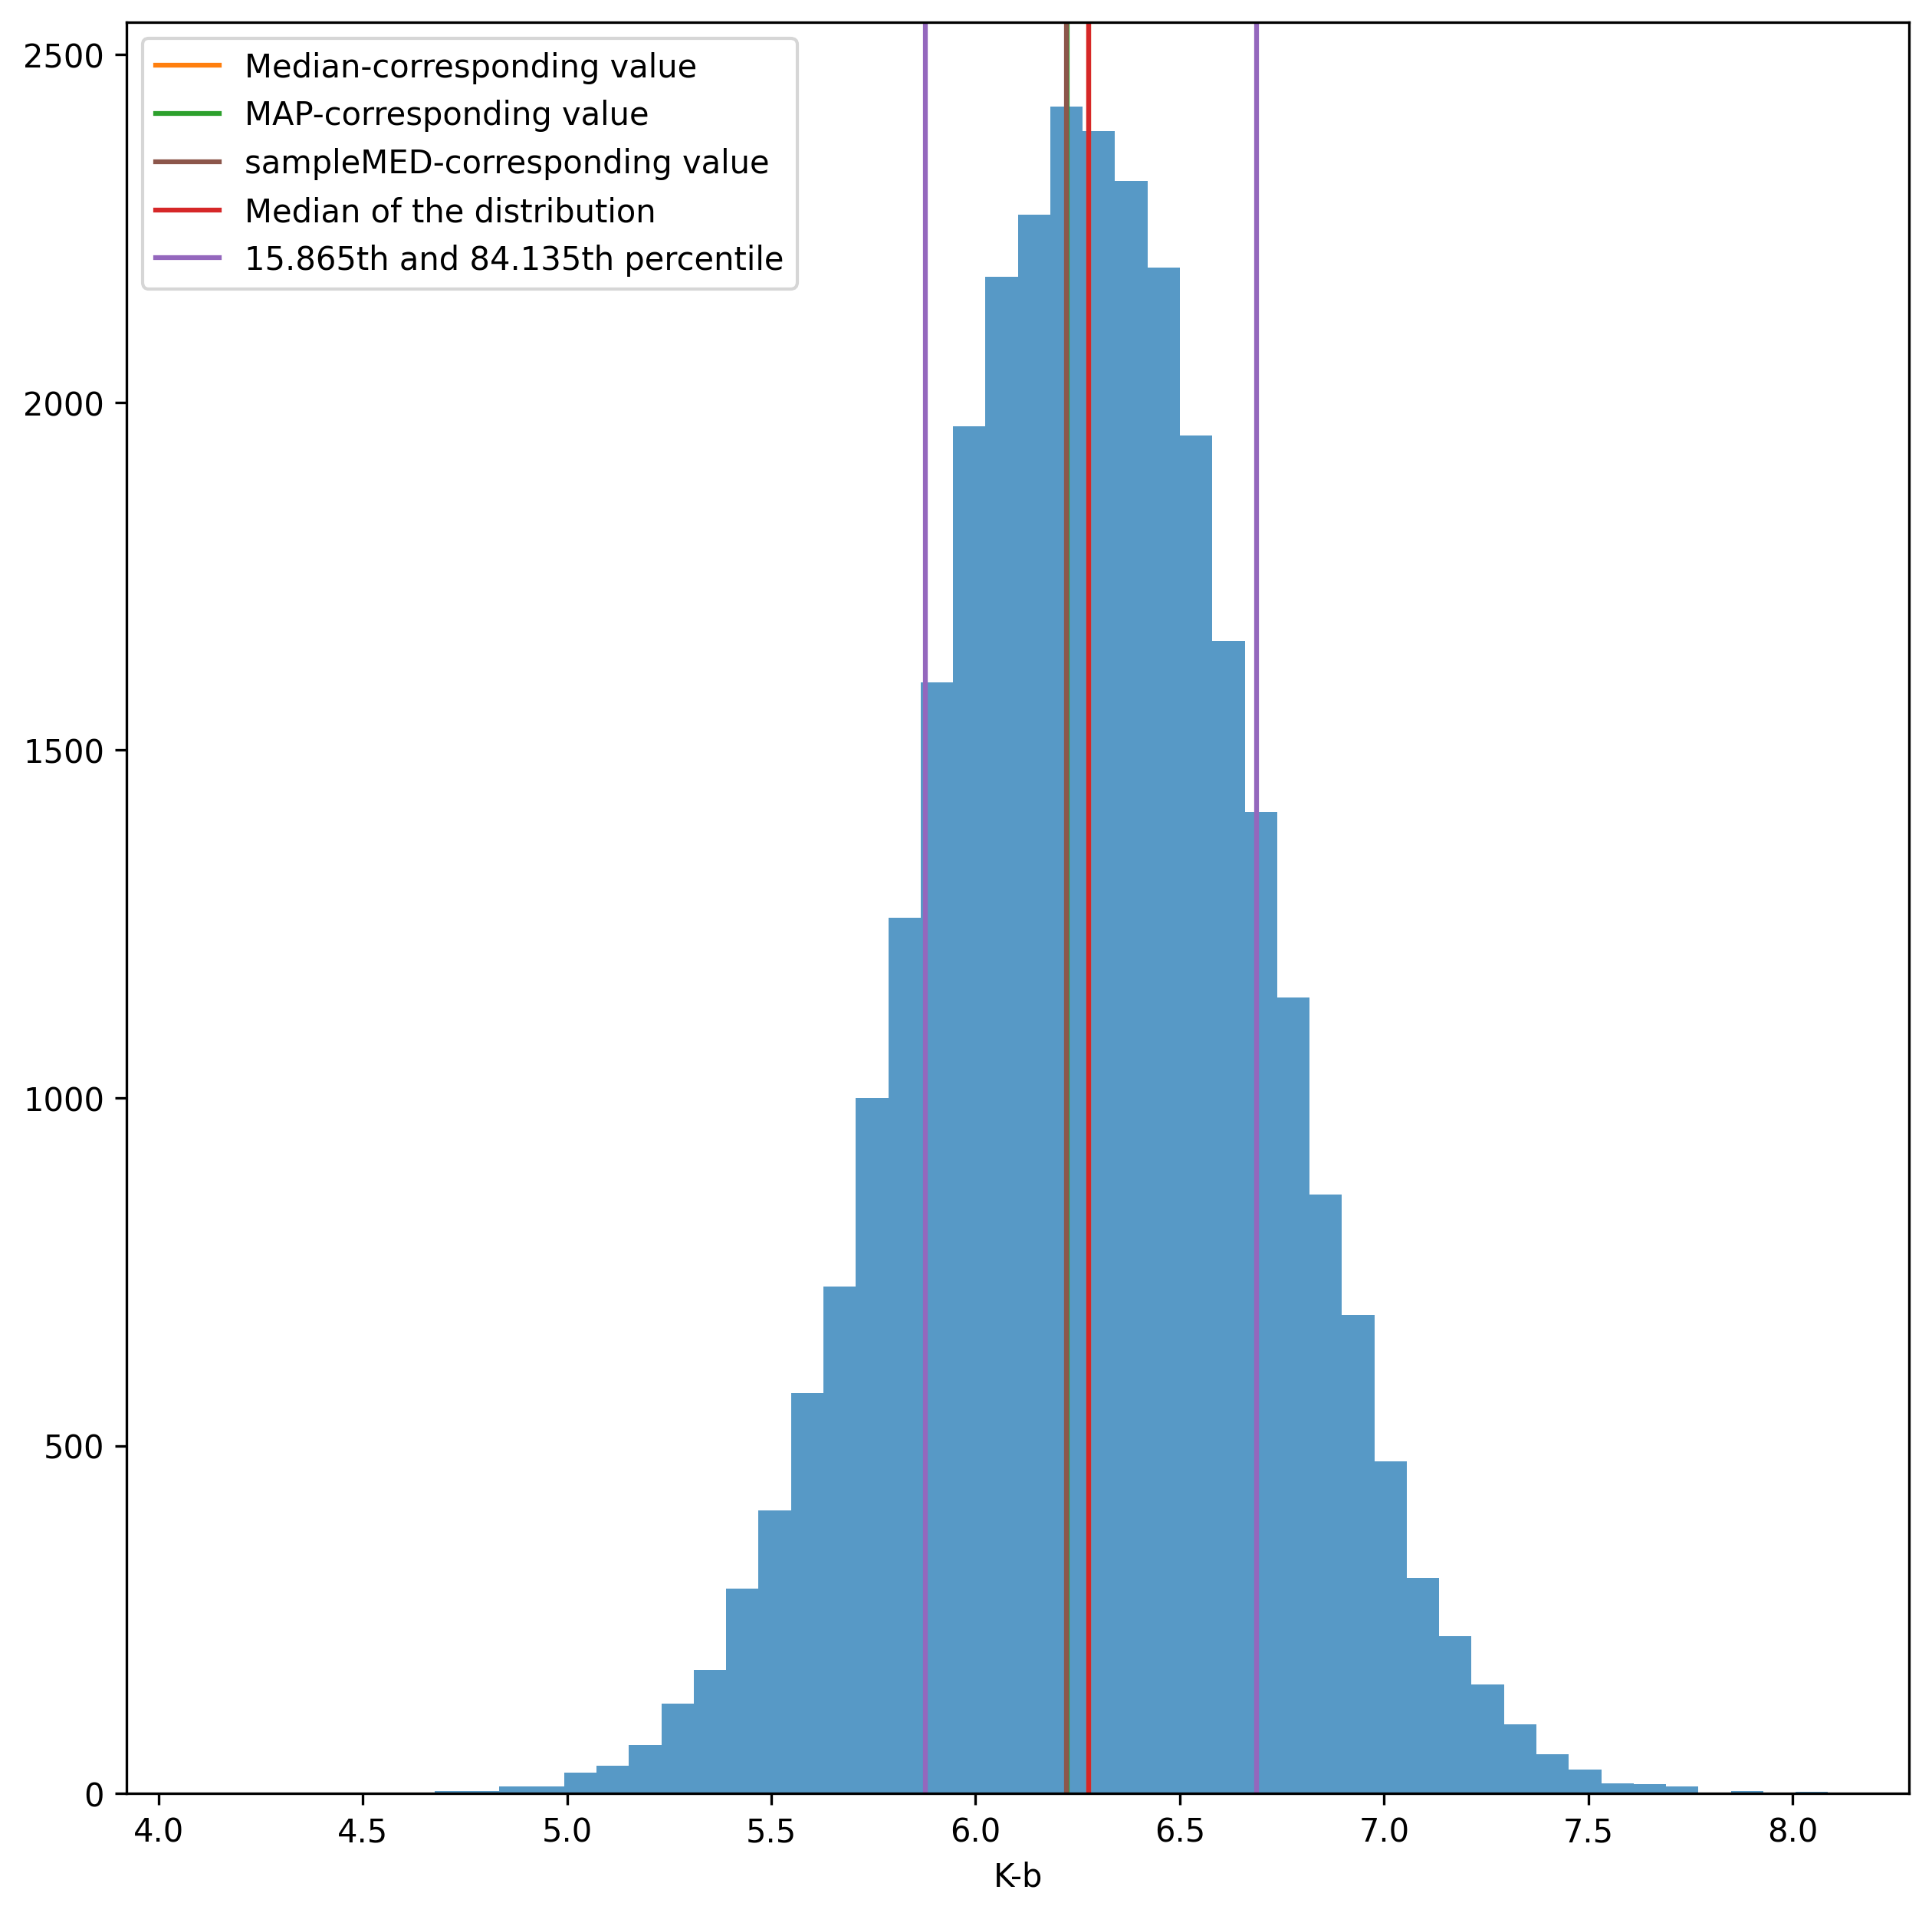 2500
2000
1500
1000
500
0
Median-corresponding value
MAP-corresponding value
sampleMED-corresponding value
Median of the distribution
15.865th and 84.135th percentile
4.0 4.5 5.0 5.5 6.0 6.5 7.0 7.5 8.0
K-b